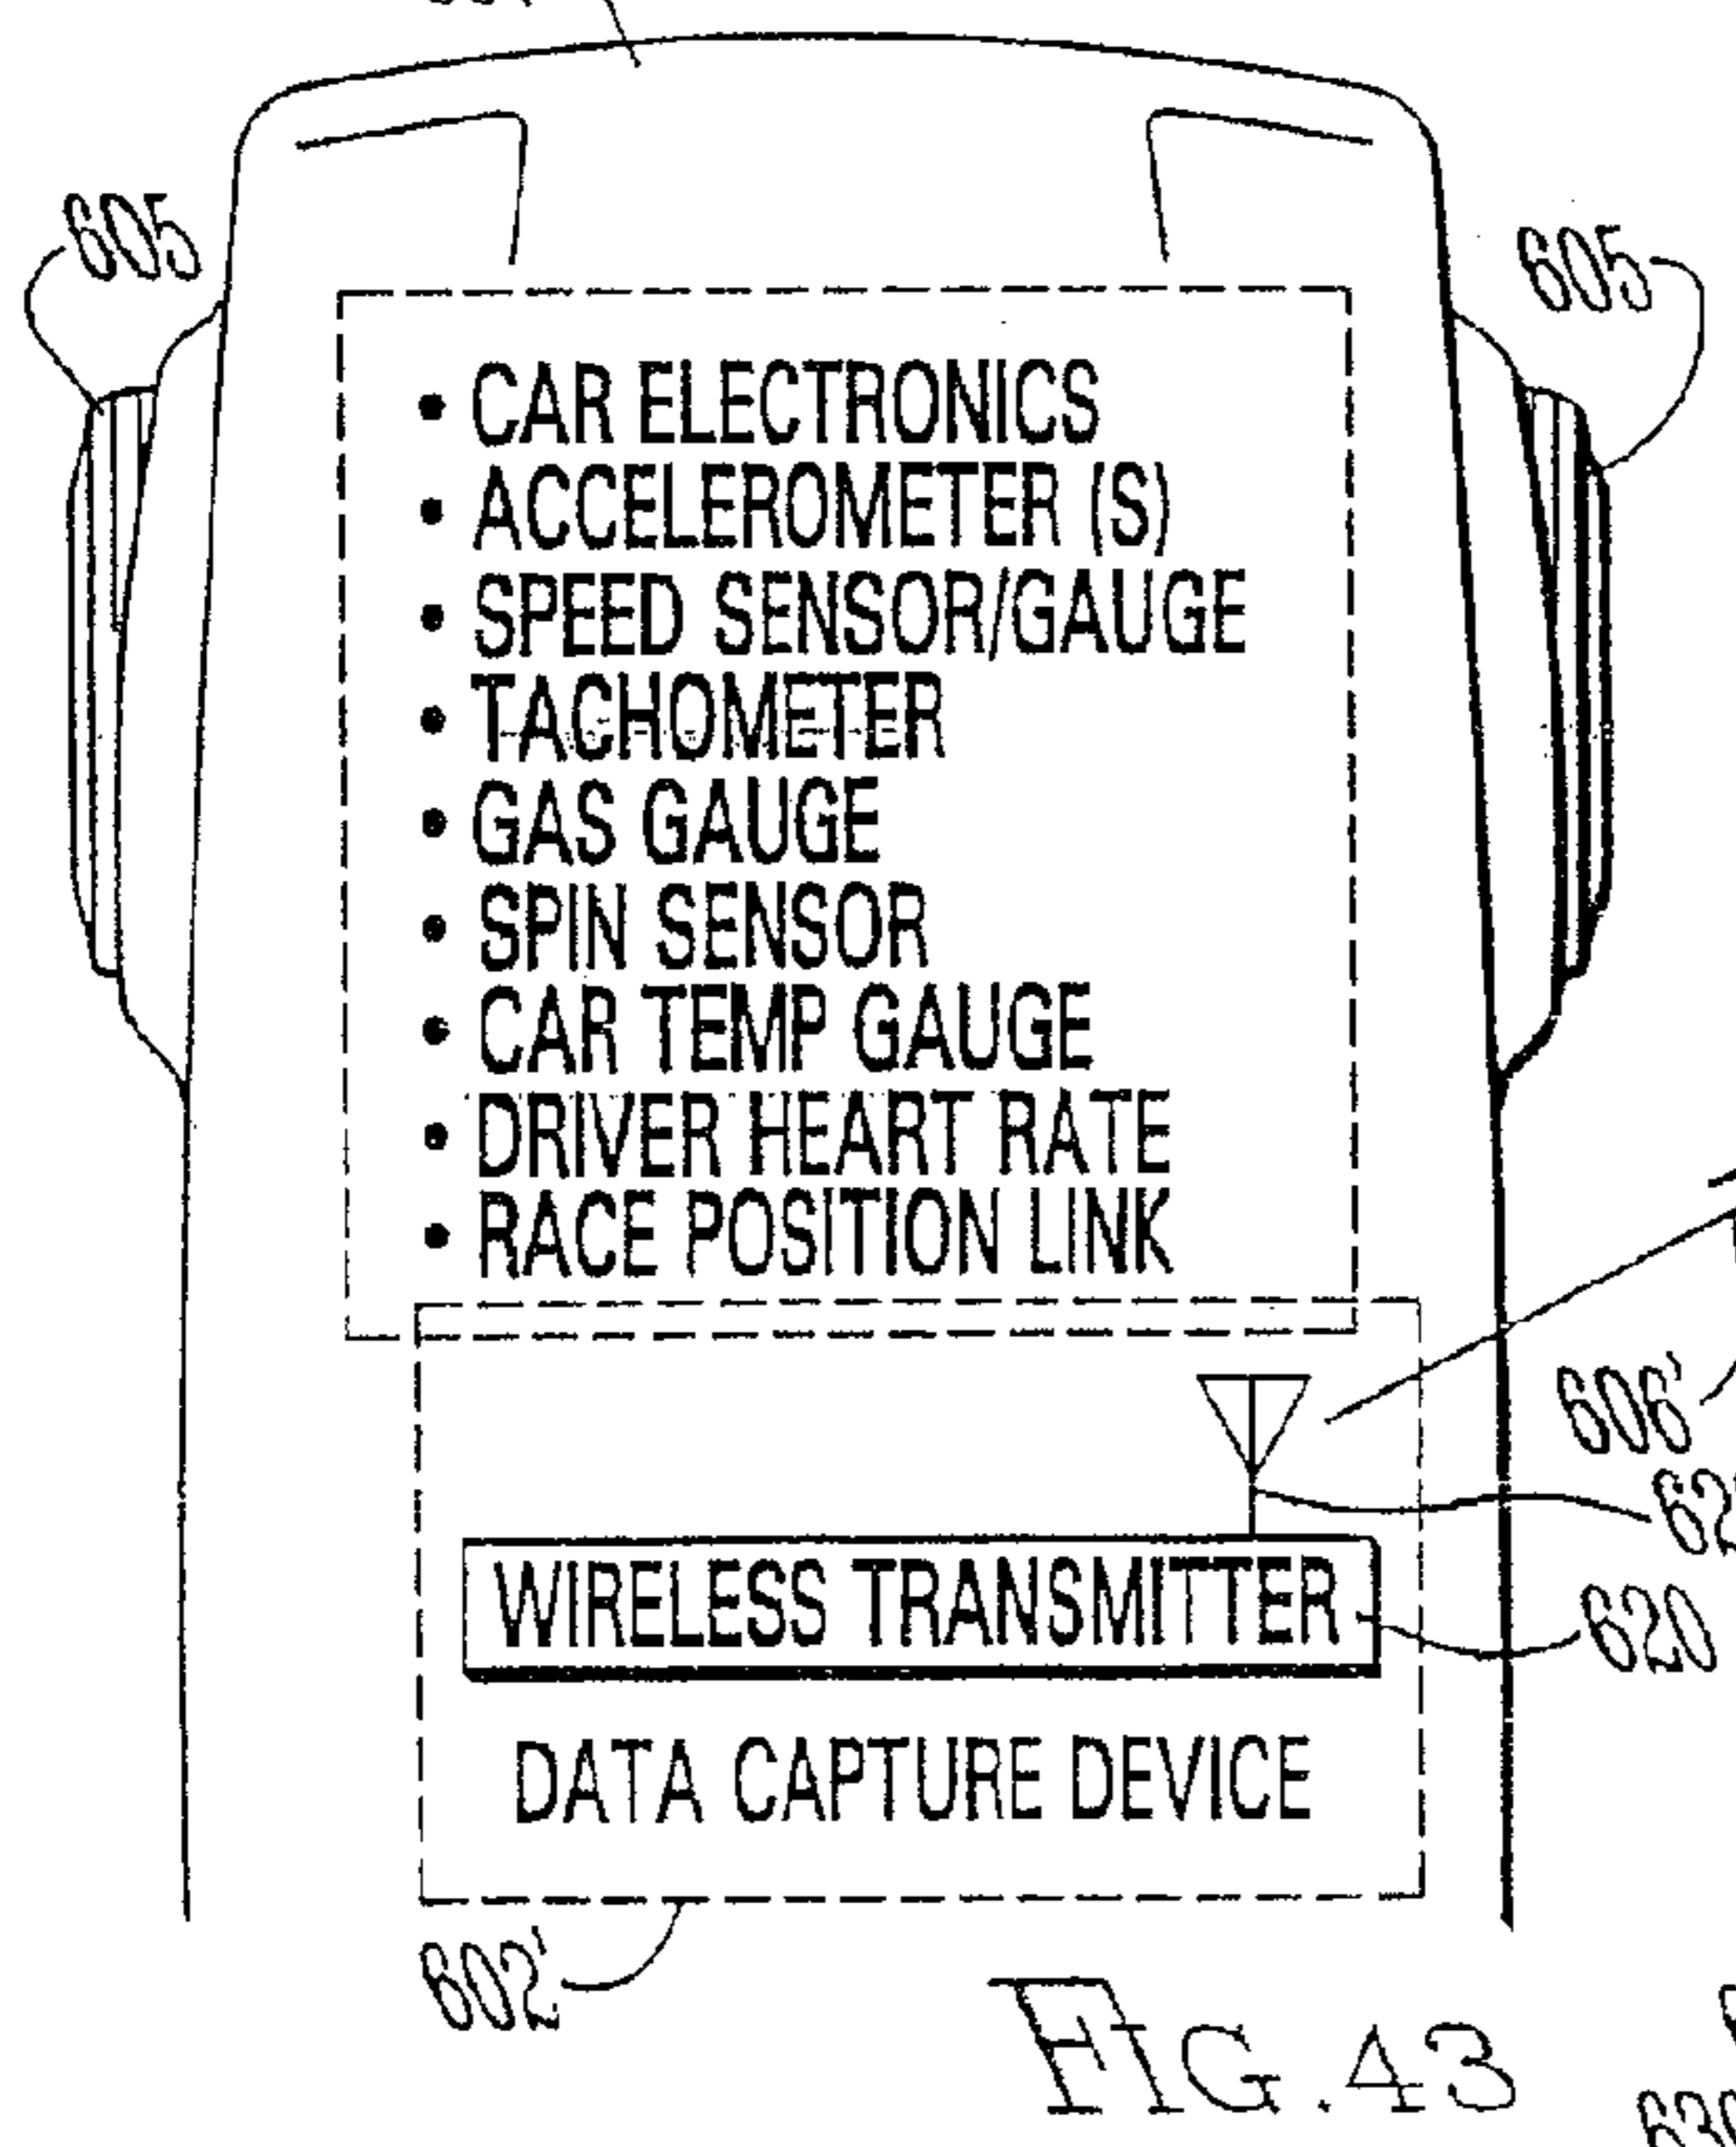 605
605
• CAR ELECTRONICS
• ACCELEROMETER (S)
• SPEED SENSOR/GAUGE
• TACHOMETER
• GAS GAUGE
• SPIN SENSOR
• CAR TEMP GAUGE
• DRIVER HEART RATE
• RACE POSITION LINK
606'
WIRELESS TRANSMITTER
620
DATA CAPTURE DEVICE
602'
FIG.43